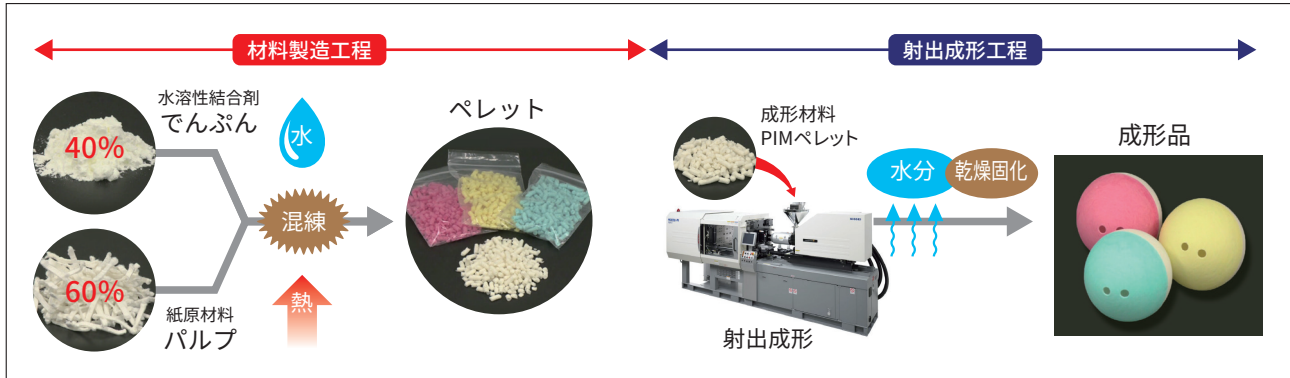 材料製造工程
射出成形工程
水溶性結合剤
でんぷん
40%
水
混練
熱
60%
紙原材料
パルプ
ペレット
成形材料
PIMペレット
射出成形
水分
乾燥固化
成形品